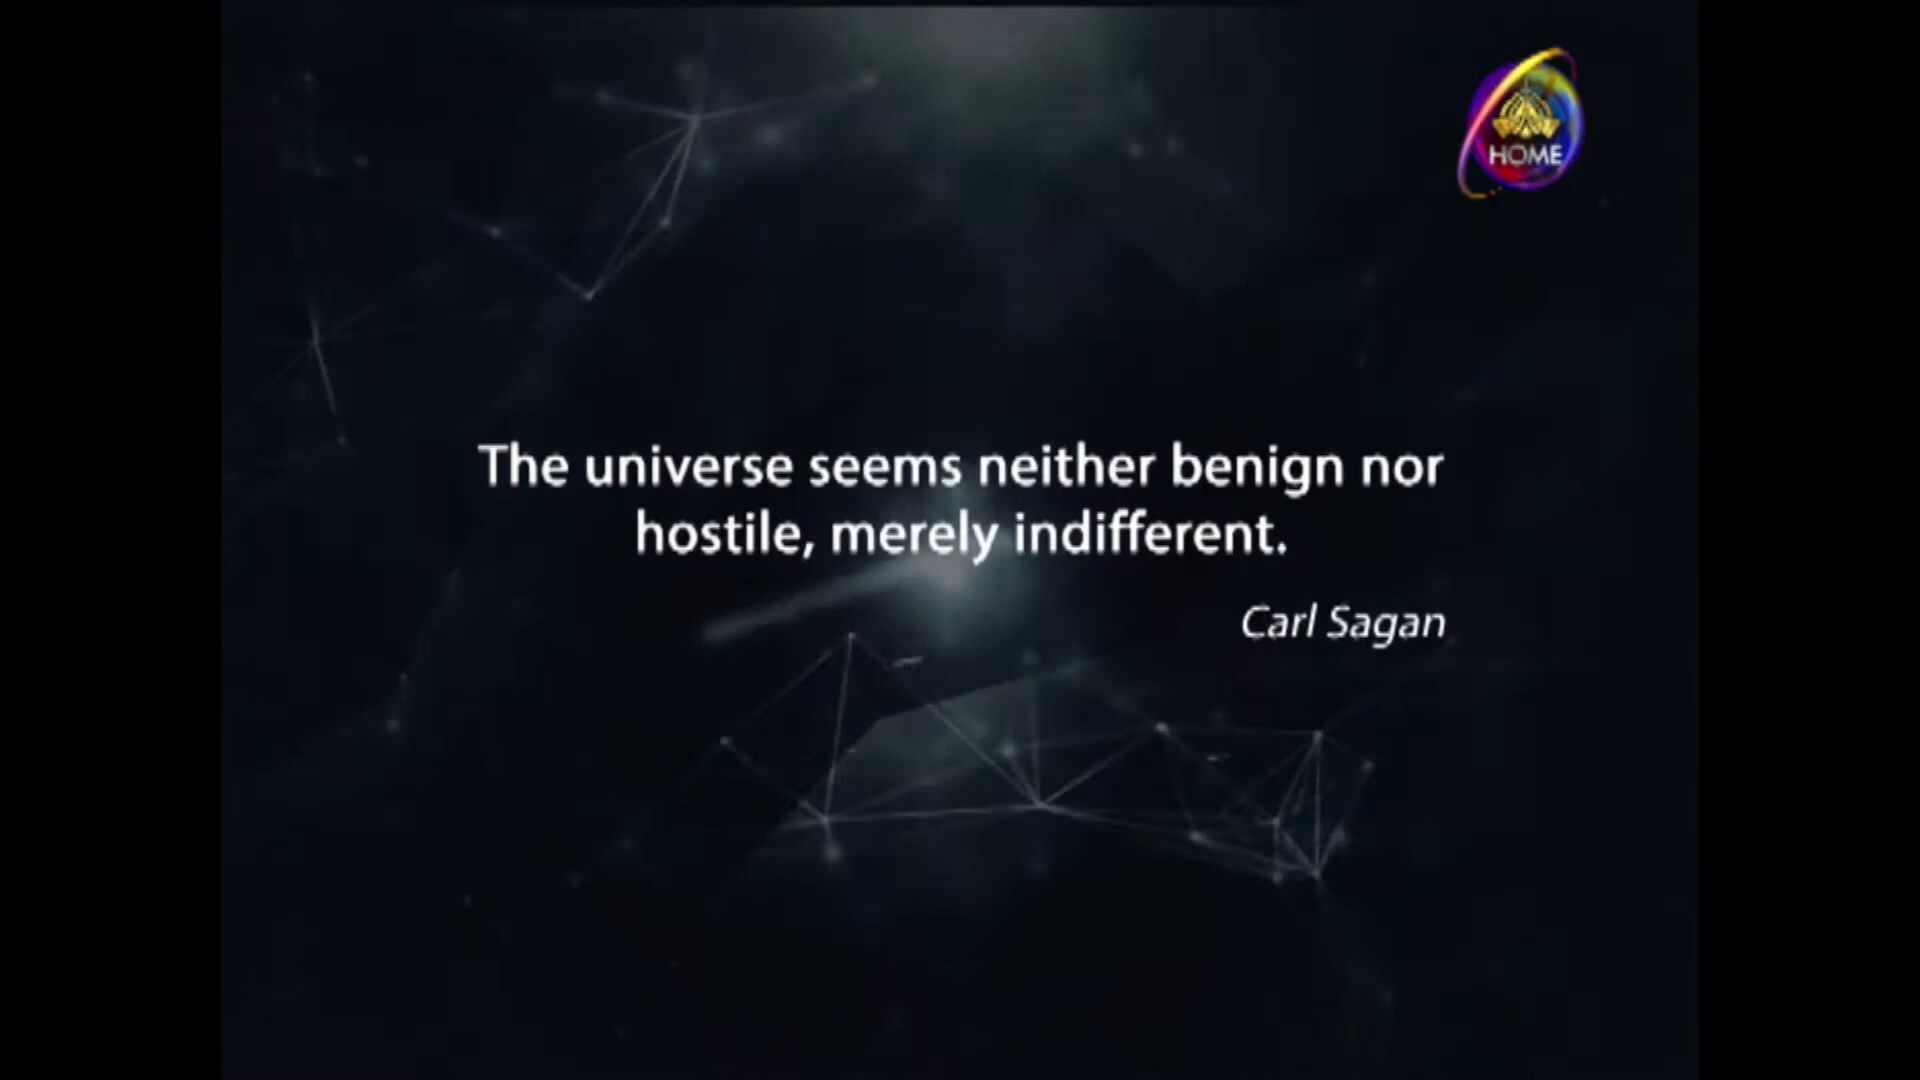 HOME
The universe seems neither benign nor
hostile, merely indifferent.
Carl Sagan